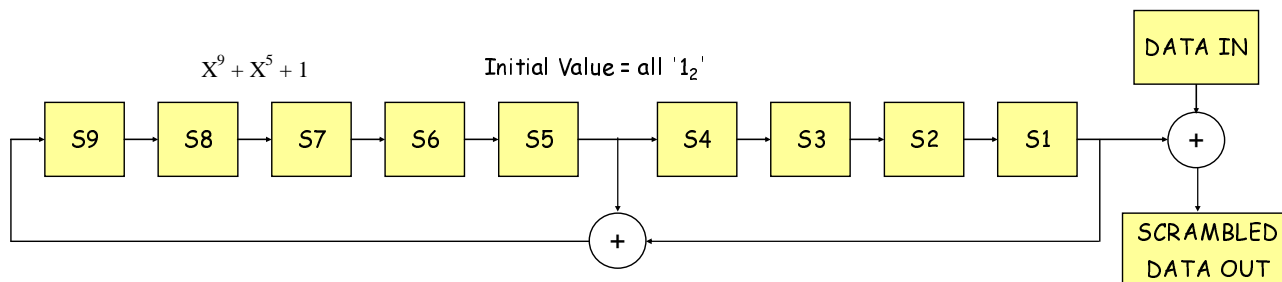 DATA IN
X⁹ + X⁵ + 1
Initial Value = all '1₂'
S9 S8 S7 S6 S5 S4 S3 S2 S1 +
+
SCRAMBLED
DATA OUT